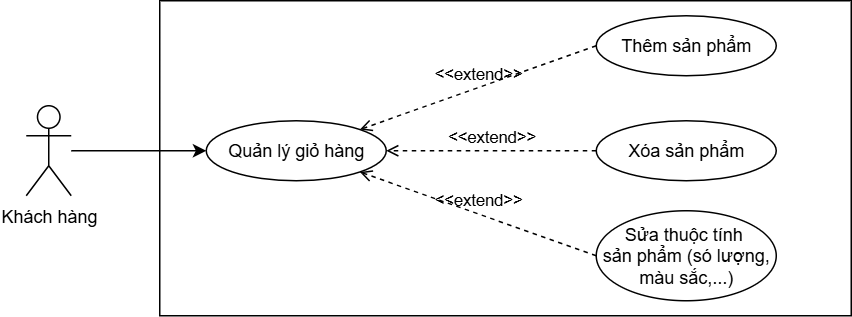 Thêm sản phẩm
<<extend>>
Khách hàng
Quản lý giỏ hàng
<<extend>>
Xóa sản phẩm
<<extend>>
Sửa thuộc tính
sản phẩm (só lượng,
màu sắc,...)